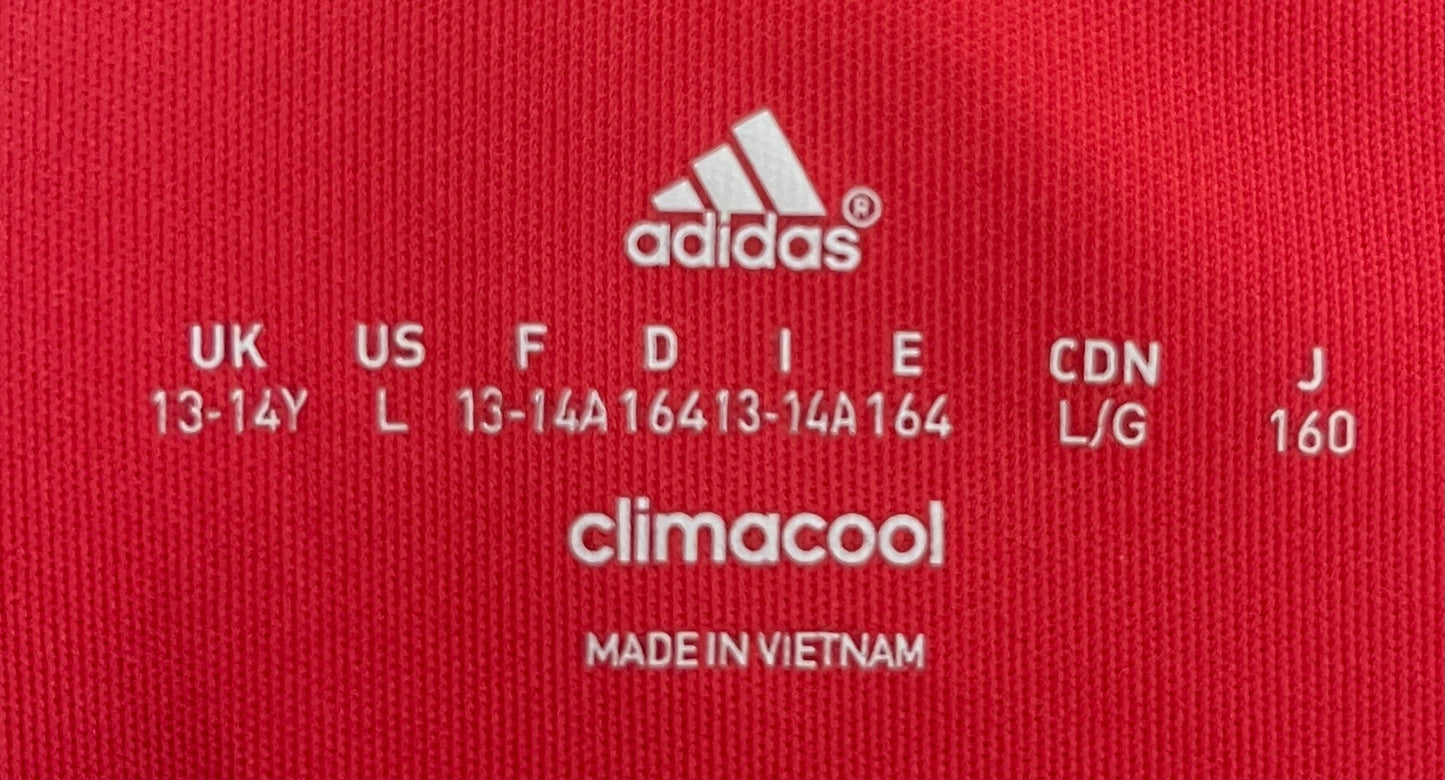 adidas®
UK US F D I E CDN J
13-14Y L 13-14A 164 13-14A 164 L/G 160
climacool
MADE IN VIETNAM